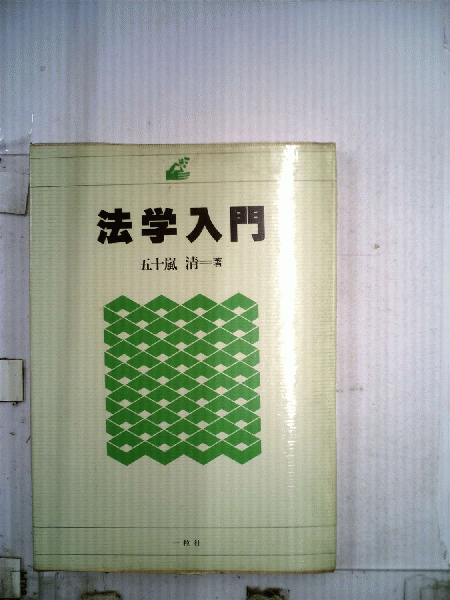 法学入門
五十嵐 清＝著
一粒社